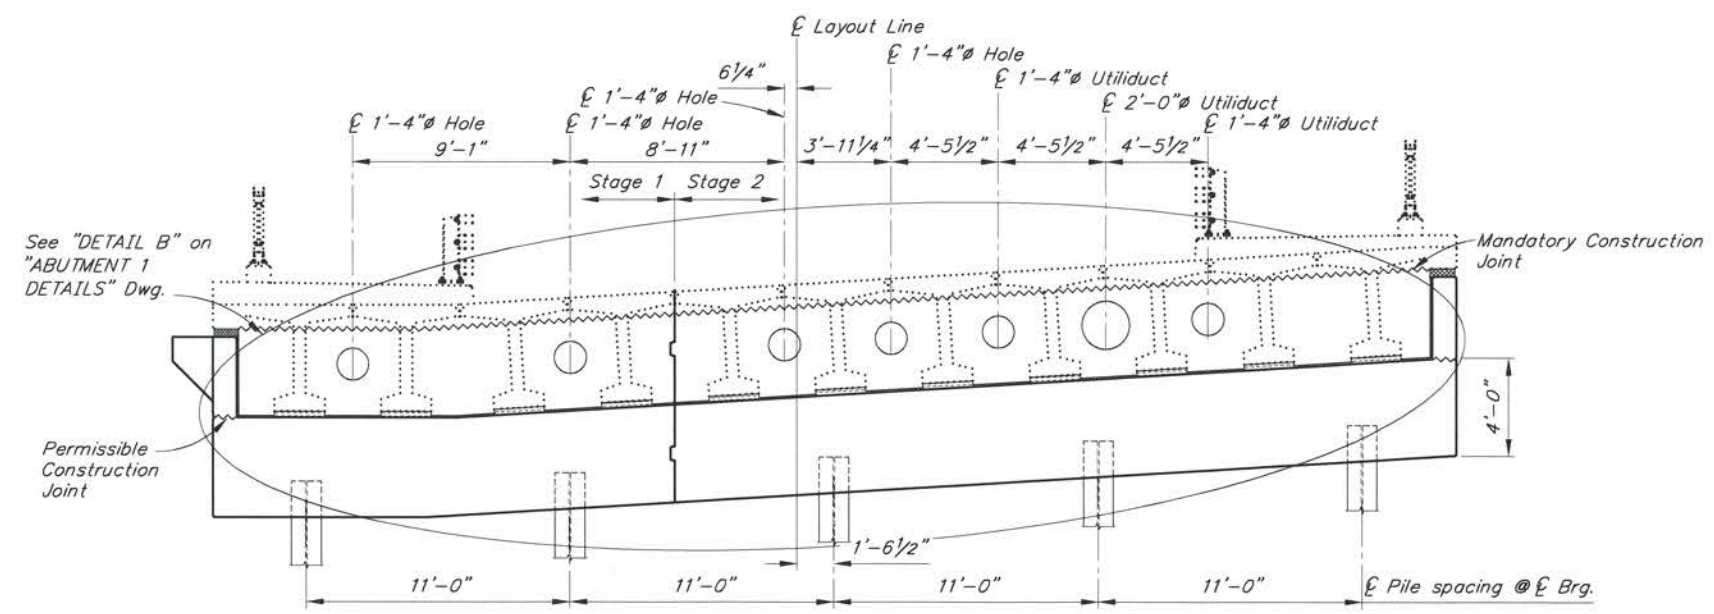 ℄ Layout Line
℄ 1'-4"ø Hole
6¼"
℄ 1'-4"ø Utiliduct
℄ 1'-4"ø Hole
℄ 2'-0"ø Utiliduct
℄ 1'-4"ø Hole
℄ 1'-4"ø Hole
℄ 1'-4"ø Utiliduct
9'-1"
8'-11"
3'-11¼"
4'-5½"
4'-5½"
4'-5½"
Stage 1
Stage 2
See "DETAIL B" on
"ABUTMENT 1
DETAILS" Dwg.
Mandatory Construction
Joint
4'-0"
Permissible
Construction
Joint
1'-6½"
11'-0"
11'-0"
11'-0"
11'-0"
℄ Pile spacing @ ℄ Brg.